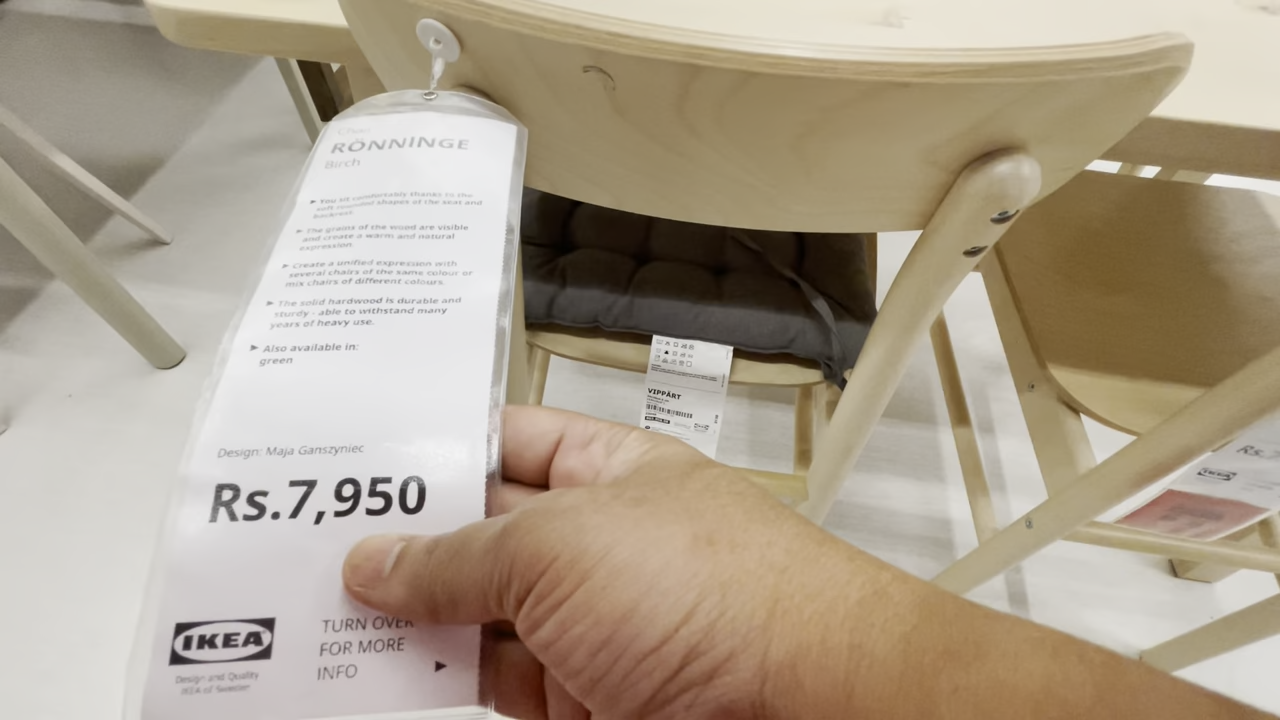 Chair
RÖNNINGE
Birch
► You sit comfortably thanks to the
soft rounded shapes of the seat and
backrest.
► The grains of the wood are visible
and create a warm and natural
expression.
► Create a unified expression with
several chairs of the same colour or
mix chairs of different colours.
► The solid hardwood is durable and
sturdy - able to withstand many
years of heavy use.
► Also available in:
green
Design: Maja Ganszyniec
Rs.7,950
IKEA
Design and Quality
IKEA of Sweden
TURN OVER
FOR MORE
INFO ►
VIPPÄRT
Rs.
IKEA